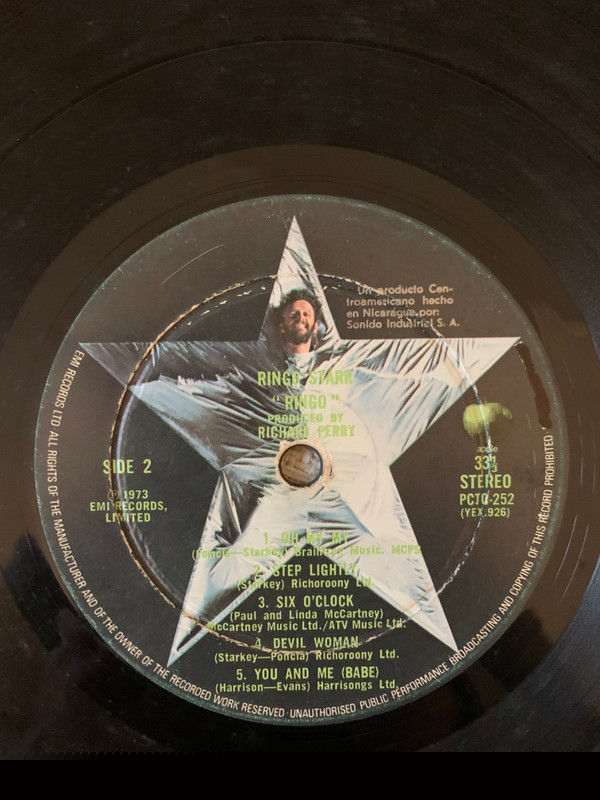 Un producto Cen-
troamericano hecho
en Nicaragua por:
Sonido Industrial S. A.
RINGO STARR
" RINGO "
PRODUCED BY
RICHARD PERRY
SIDE 2
℗ 1973
EMI RECORDS,
LIMITED
apple
33⅓
STEREO
PCTO-252
(YEX.926)
1. OH MY MY
(Poncia—Starkey) Braintree Music. MCPS
2. STEP LIGHTLY
(Starkey) Richoroony Ltd.
3. SIX O'CLOCK
(Paul and Linda McCartney)
McCartney Music Ltd./ATV Music Ltd.
4. DEVIL WOMAN
(Starkey—Poncia) Richoroony Ltd.
5. YOU AND ME (BABE)
(Harrison—Evans) Harrisongs Ltd.
EMI RECORDS LTD ALL RIGHTS OF THE MANUFACTURER AND OF THE OWNER OF THE RECORDED WORK RESERVED · UNAUTHORISED PUBLIC PERFORMANCE BROADCASTING AND COPYING OF THIS RECORD PROHIBITED ·